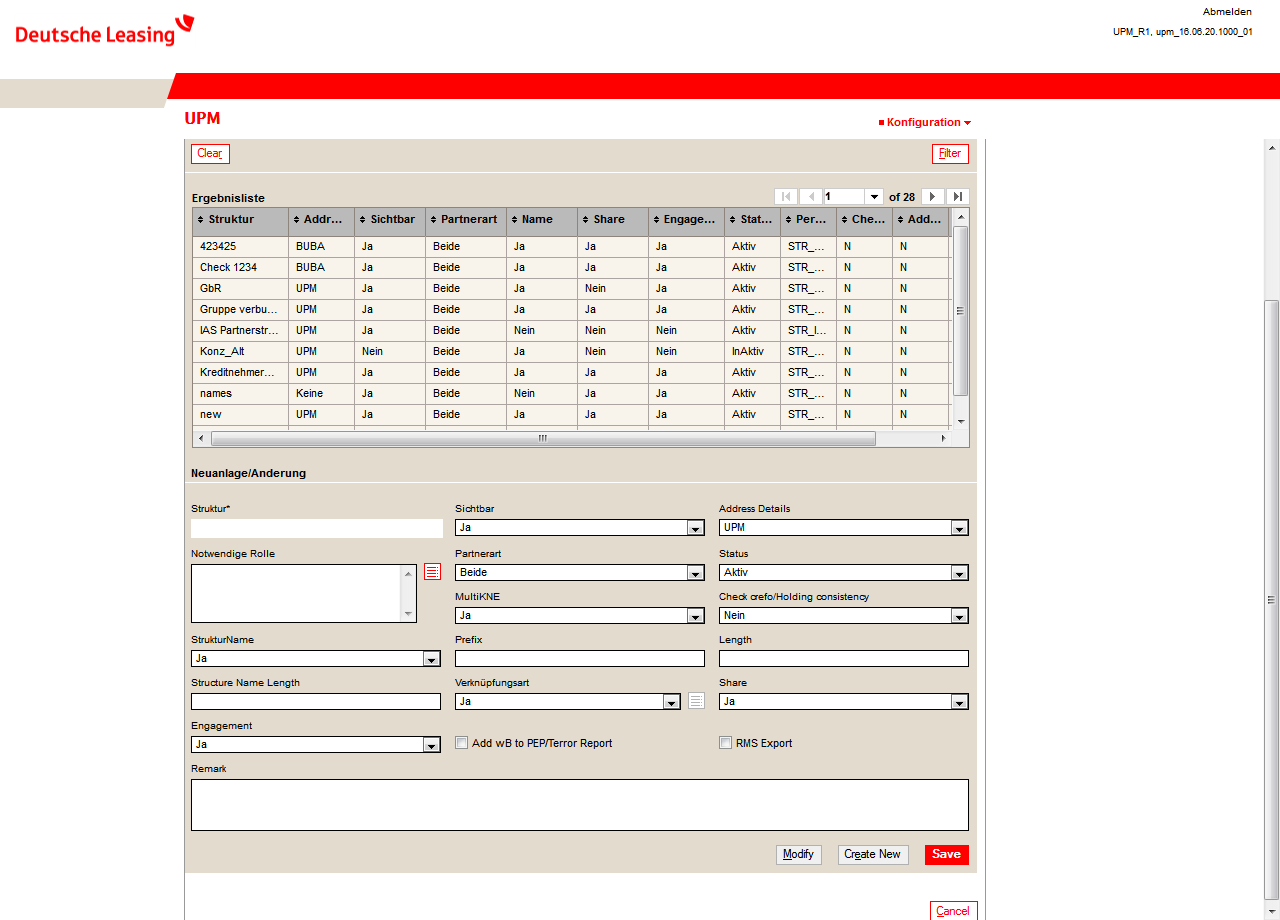 Abmelden
Deutsche Leasing
UPM_R1, upm_16.06.20.1000_01
UPM
Konfiguration
Clear
Filter
Ergebnisliste
1 of 28
Struktur Addr... Sichtbar Partnerart Name Share Engage... Stat... Per... Che... Add...
423425 BUBA Ja Beide Ja Ja Ja Aktiv STR_... N N
Check 1234 BUBA Ja Beide Ja Ja Ja Aktiv STR_... N N
GbR UPM Ja Beide Ja Nein Ja Aktiv STR_... N N
Gruppe verbu... UPM Ja Beide Ja Ja Ja Aktiv STR_... N N
IAS Partnerstr... UPM Ja Beide Nein Nein Nein Aktiv STR_I... N N
Konz_Alt UPM Nein Beide Ja Nein Nein InAktiv STR_... N N
Kreditnehmer... UPM Ja Beide Ja Ja Ja Aktiv STR_... N N
names Keine Ja Beide Nein Ja Ja Aktiv STR_... N N
new UPM Ja Beide Ja Ja Ja Aktiv STR_... N N
Neuanlage/Anderung
Struktur* Sichtbar Address Details
Ja UPM
Notwendige Rolle Partnerart Status
Beide Aktiv
MultiKNE Check crefo/Holding consistency
Ja Nein
StrukturName Prefix Length
Ja
Structure Name Length Verknüpfungsart Share
Ja Ja
Engagement
Ja Add wB to PEP/Terror Report RMS Export
Remark
Modify Create New Save
Cancel